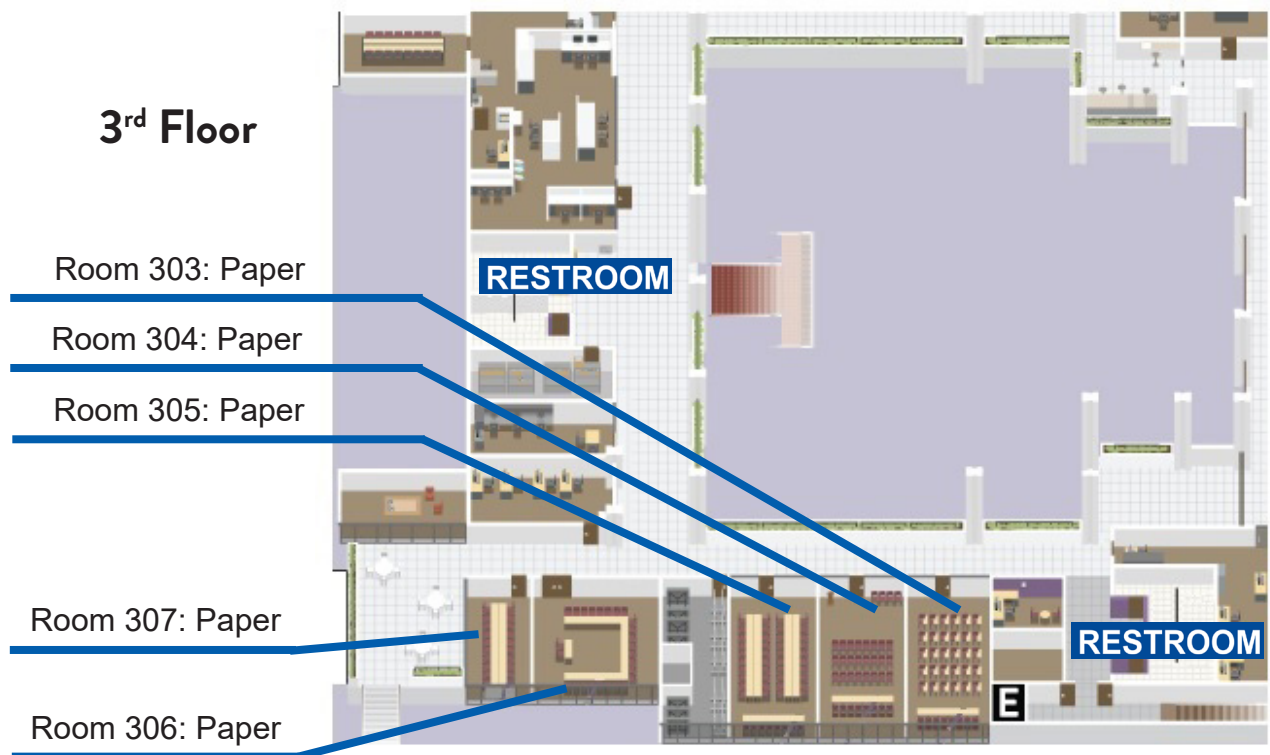 3rd Floor
Room 303: Paper
RESTROOM
Room 304: Paper
Room 305: Paper
Room 307: Paper
RESTROOM
E
Room 306: Paper